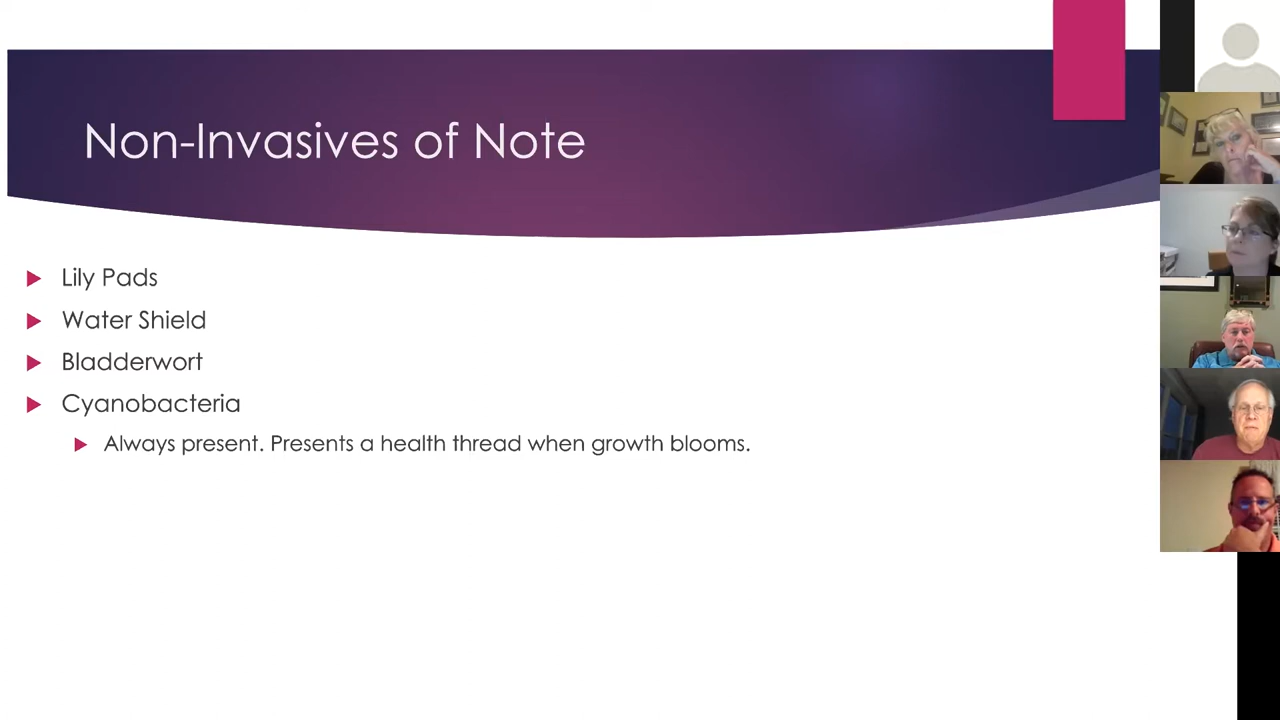 Non-Invasives of Note
Lily Pads
Water Shield
Bladderwort
Cyanobacteria
Always present. Presents a health thread when growth blooms.